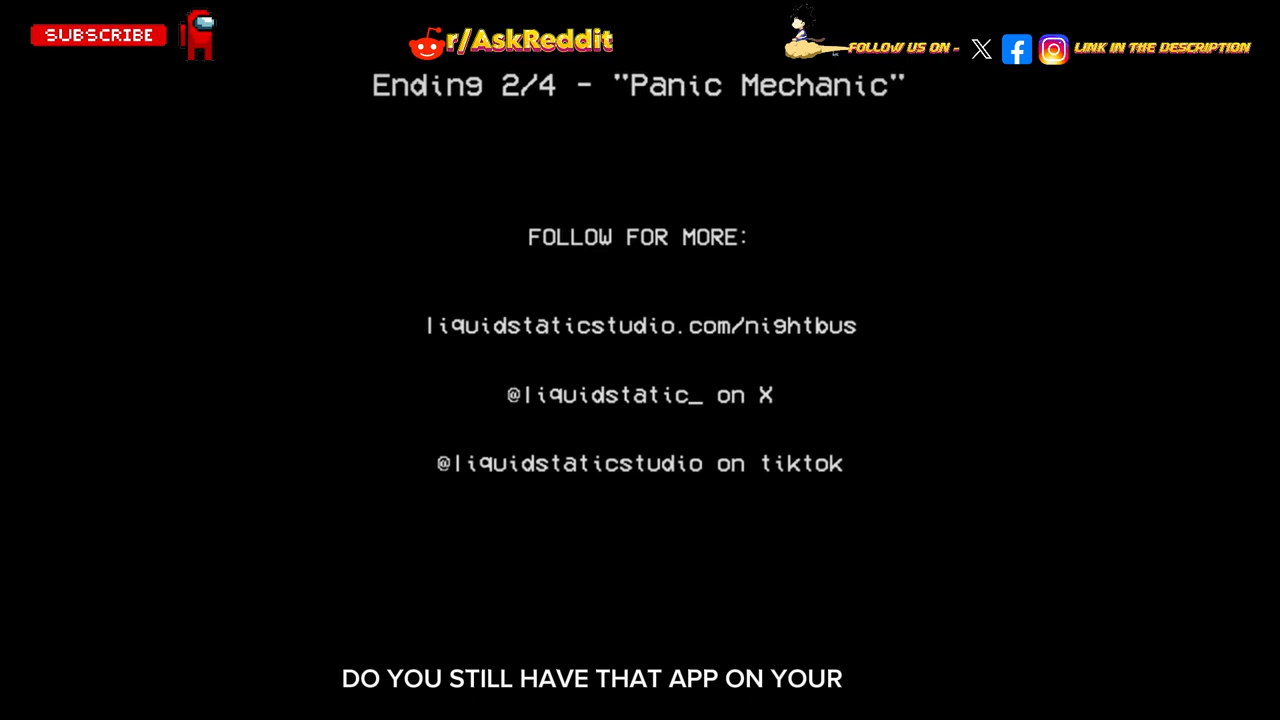 SUBSCRIBE
r/AskReddit
FOLLOW US ON -
LINK IN THE DESCRIPTION
Ending 2/4 - "Panic Mechanic"
FOLLOW FOR MORE:
liquidstaticstudio.com/nightbus
@liquidstatic_ on X
@liquidstaticstudio on tiktok
DO YOU STILL HAVE THAT APP ON YOUR